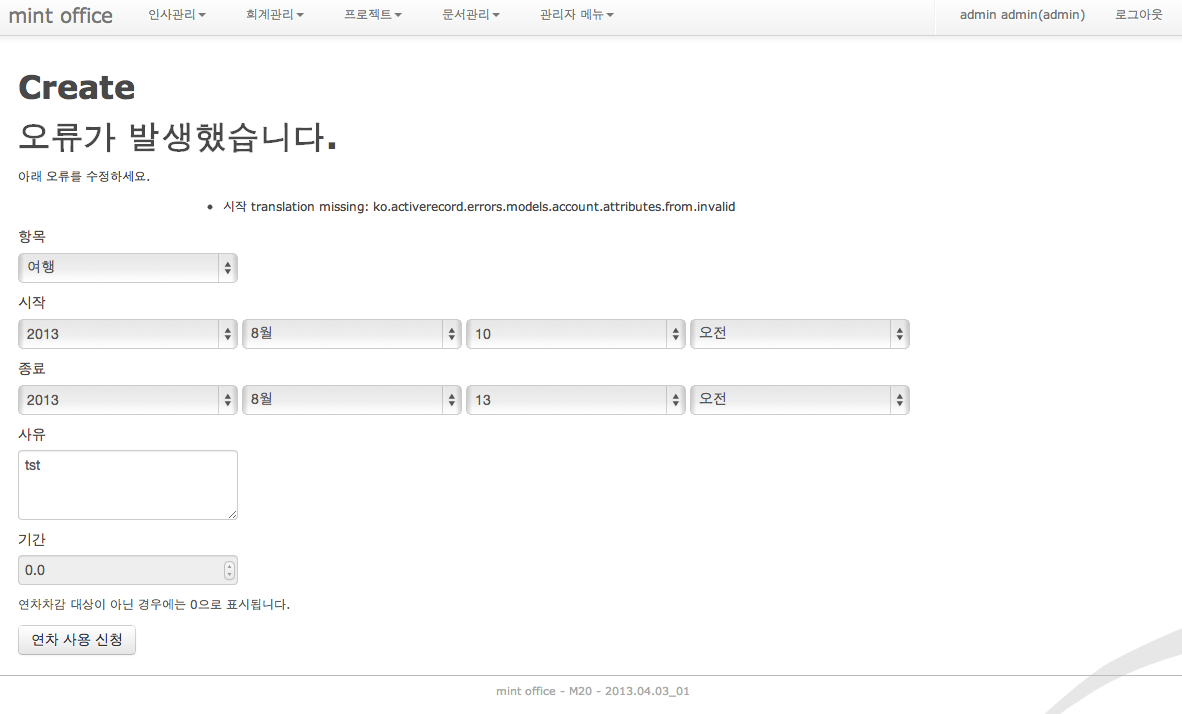 mint office 인사관리 회계관리 프로젝트 문서관리 관리자 메뉴 admin admin(admin) 로그아웃
Create
오류가 발생했습니다.
아래 오류를 수정하세요.
• 시작 translation missing: ko.activerecord.errors.models.account.attributes.from.invalid
항목
여행
시작
2013 8월 10 오전
종료
2013 8월 13 오전
사유
tst
기간
0.0
연차차감 대상이 아닌 경우에는 0으로 표시됩니다.
연차 사용 신청
mint office - M20 - 2013.04.03_01